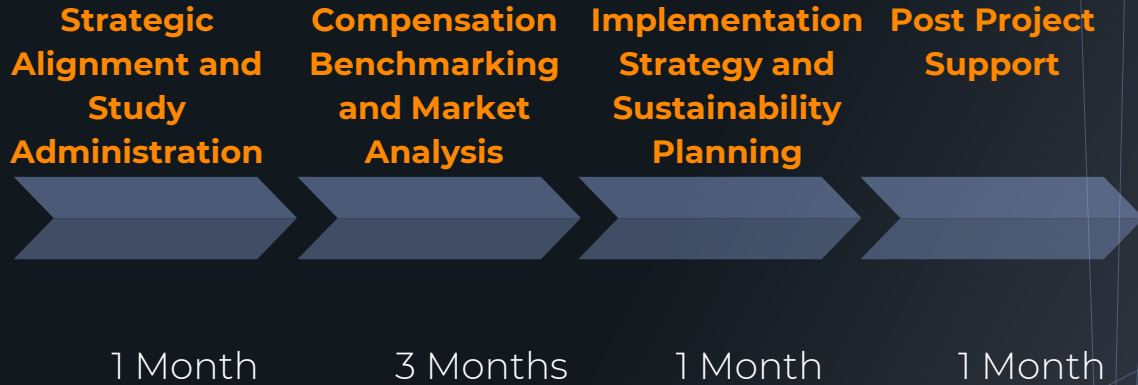 Strategic
Alignment and
Study
Administration
Compensation
Benchmarking
and Market
Analysis
Implementation
Strategy and
Sustainability
Planning
Post Project
Support
1 Month
3 Months
1 Month
1 Month